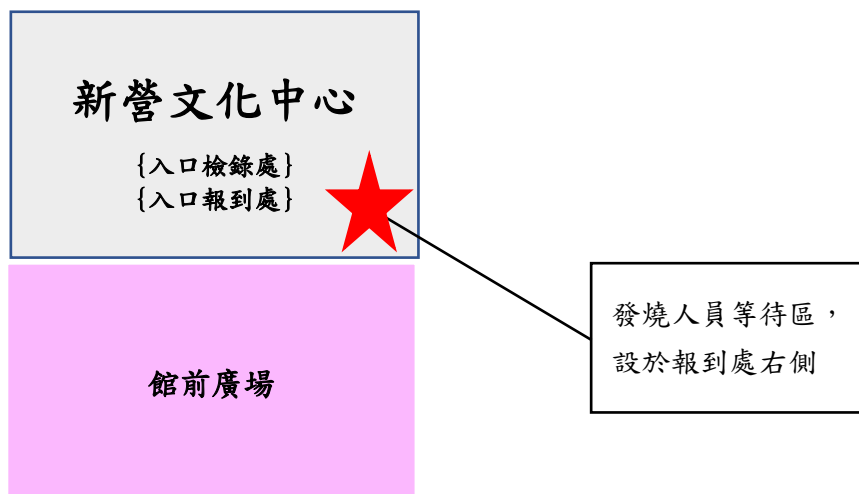 新營文化中心
{入口檢錄處}
{入口報到處}
發燒人員等待區，
設於報到處右側
館前廣場